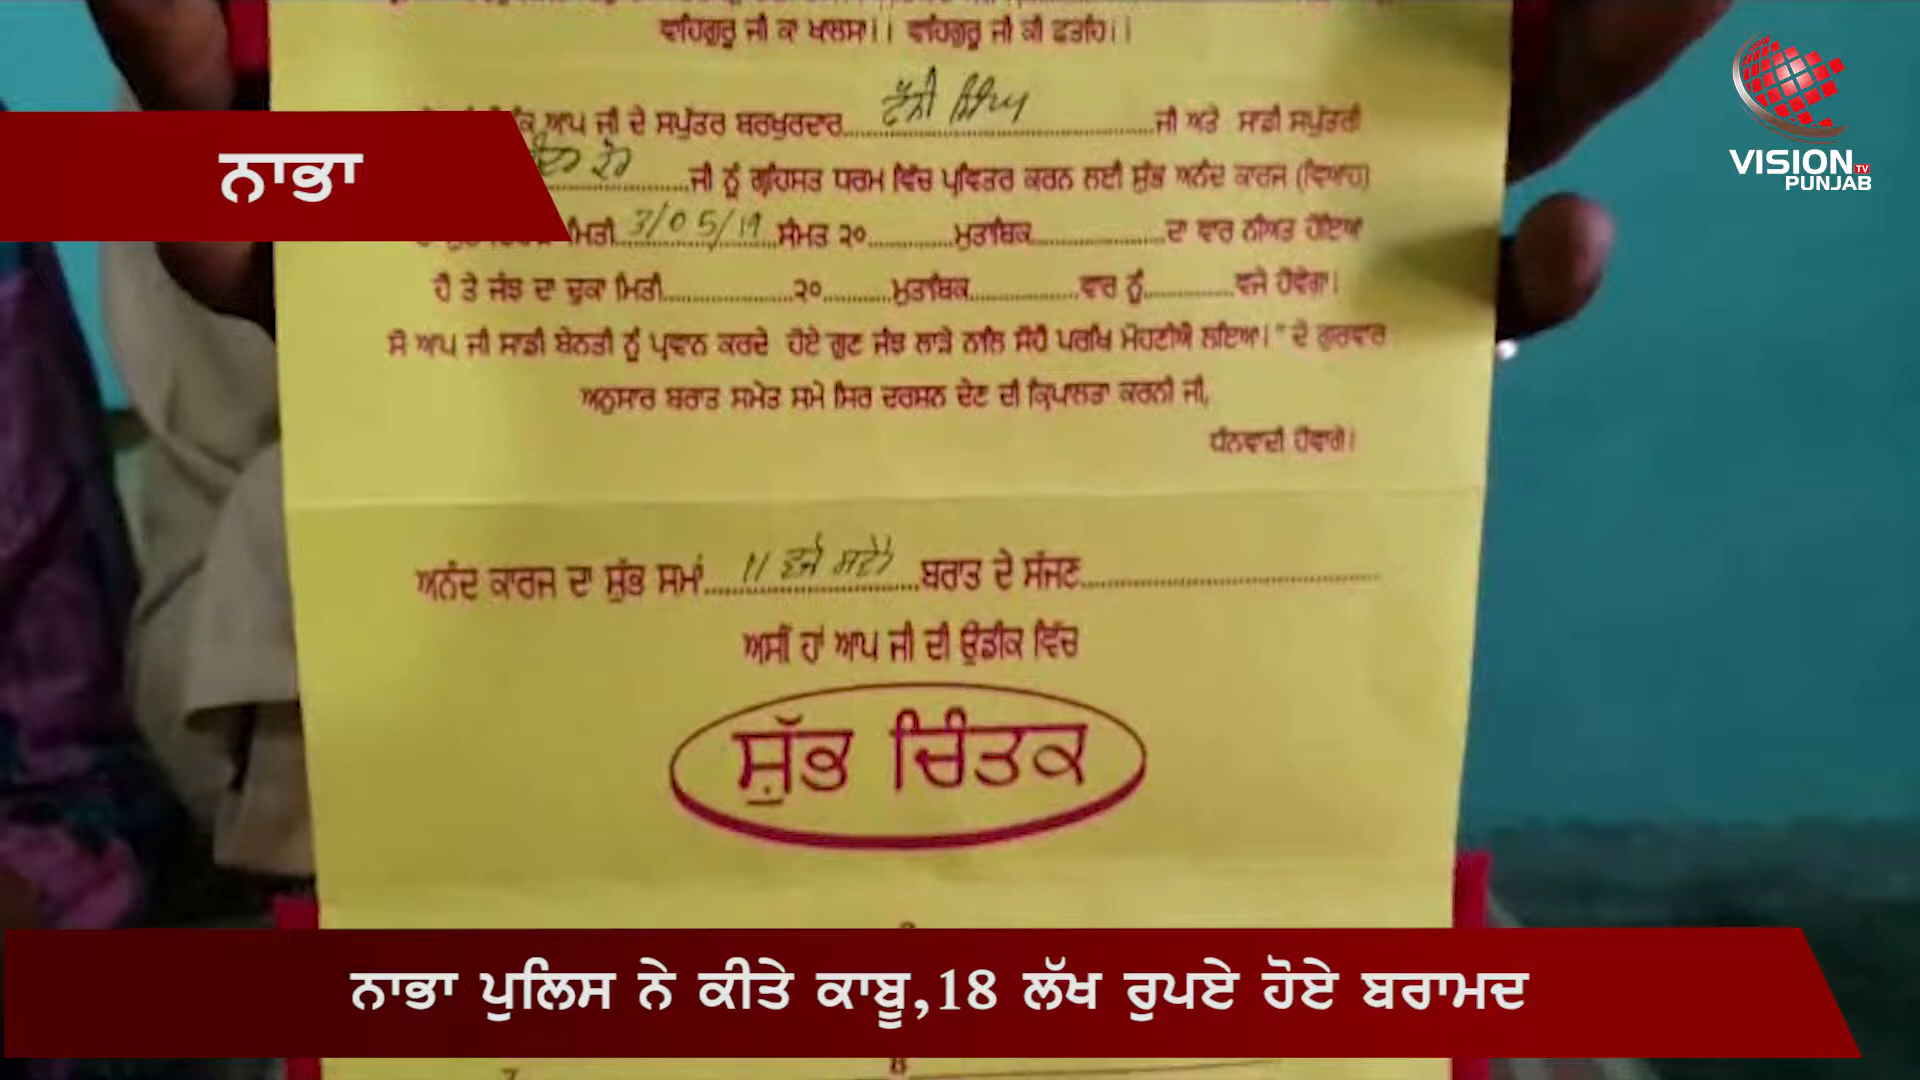 ਵਾਹਿਗੁਰੂ ਜੀ ਕਾ ਖਾਲਸਾ।। ਵਾਹਿਗੁਰੂ ਜੀ ਕੀ ਫਤਹਿ।।
VISION TV
PUNJAB
ਆਪ ਜੀ ਦੇ ਸਪੁੱਤਰ ਬਰਖੁਰਦਾਰ.......... ਸਿੰਘ ..........ਜੀ ਅਤੇ ਸਾਡੀ ਸਪੁੱਤਰੀ
ਨਾਭਾ
..........ਜੀ ਨੂੰ ਗ੍ਰਹਿਸਤ ਧਰਮ ਵਿੱਚ ਪ੍ਰਵਿਤਰ ਕਰਨ ਲਈ ਸ਼ੁੱਭ ਅਨੰਦ ਕਾਰਜ (ਵਿਆਹ)
ਮਿਤੀ 3/05/19 ਸੰਮਤ ੨੦..........ਮੁਤਾਬਿਕ..........ਦਾ ਵਾਰ ਨੀਅਤ ਹੋਇਆ
ਹੈ ਤੇ ਜੰਝ ਦਾ ਢੁਕਾ ਮਿਤੀ..........੨੦..........ਮੁਤਾਬਿਕ..........ਵਾਰ ਨੂੰ..........ਵਜੇ ਹੋਵੇਗਾ।
ਸੋ ਆਪ ਜੀ ਸਾਡੀ ਬੇਨਤੀ ਨੂੰ ਪ੍ਰਵਾਨ ਕਰਦੇ ਹੋਏ ਗੁਣ ਜੰਝ ਲਾੜੇ ਨਾਲਿ ਸੋਹੈ ਪਰਖਿ ਮੋਹਣੀਐ ਲਇਆ।" ਦੇ ਗੁਰਵਾਕ
ਅਨੁਸਾਰ ਬਰਾਤ ਸਮੇਤ ਸਮੇਂ ਸਿਰ ਦਰਸ਼ਨ ਦੇਣ ਦੀ ਕ੍ਰਿਪਾਲਤਾ ਕਰਨੀ ਜੀ,
ਧੰਨਵਾਦੀ ਹੋਵਾਂਗੇ।
ਅਨੰਦ ਕਾਰਜ ਦਾ ਸ਼ੁੱਭ ਸਮਾਂ 11 ਵਜੇ ਸਵੇਰੇ ਬਰਾਤ ਦੇ ਸੱਜਣ..........
ਅਸੀਂ ਹਾਂ ਆਪ ਜੀ ਦੀ ਉਡੀਕ ਵਿੱਚ
ਸ਼ੁੱਭ ਚਿੰਤਕ
ਨਾਭਾ ਪੁਲਿਸ ਨੇ ਕੀਤੇ ਕਾਬੂ,18 ਲੱਖ ਰੁਪਏ ਹੋਏ ਬਰਾਮਦ